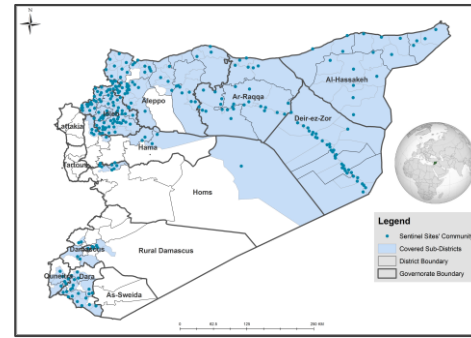 N
Al-Hassakeh
Aleppo
Ar-Raqqa
Idleb
Lattakia
Deir-ez-Zor
Hama
Tartous
Homs
Damascus
Rural Damascus
Quneitra
Dara
As-Sweida
Legend
Sentinel Sites' Communit
Covered Sub-Districts
District Boundary
Governorate Boundary